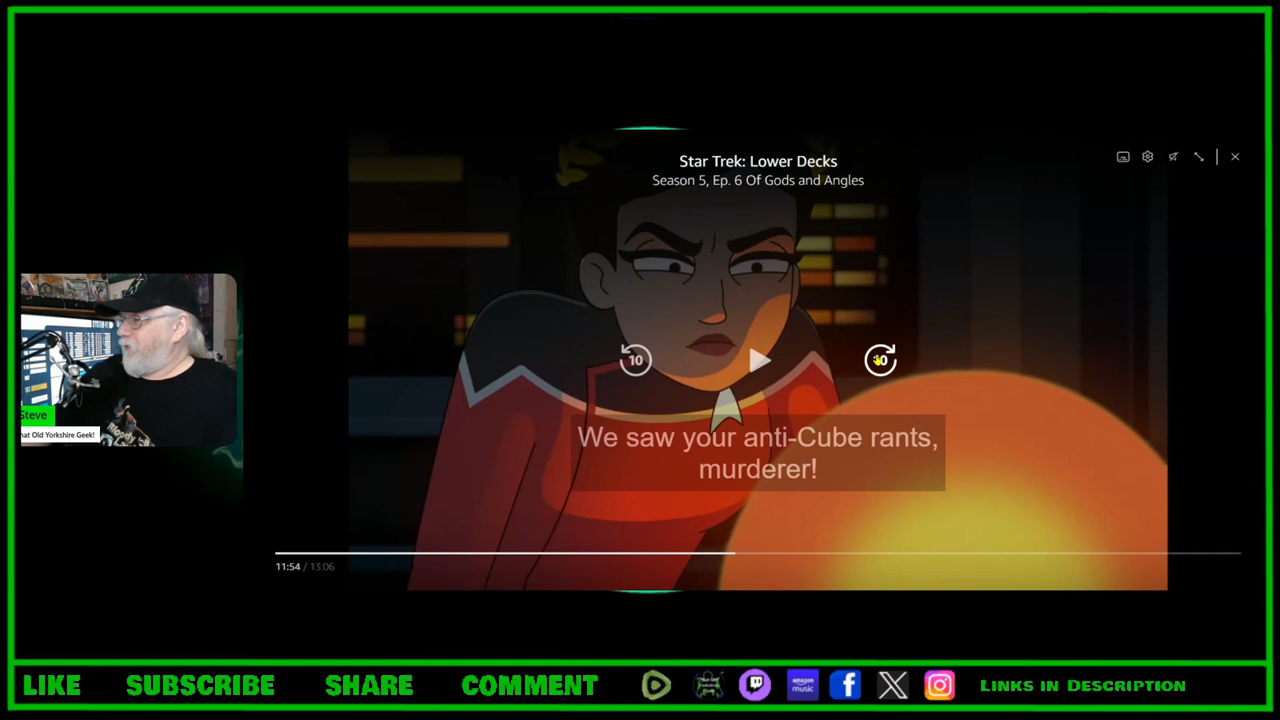 Star Trek: Lower Decks
Season 5, Ep. 6 Of Gods and Angles
10
10
We saw your anti-Cube rants,
murderer!
Steve
hat Old Yorkshire Geek!
11:54 / 13:06
LIKE SUBSCRIBE SHARE COMMENT amazon music LINKS IN DESCRIPTION